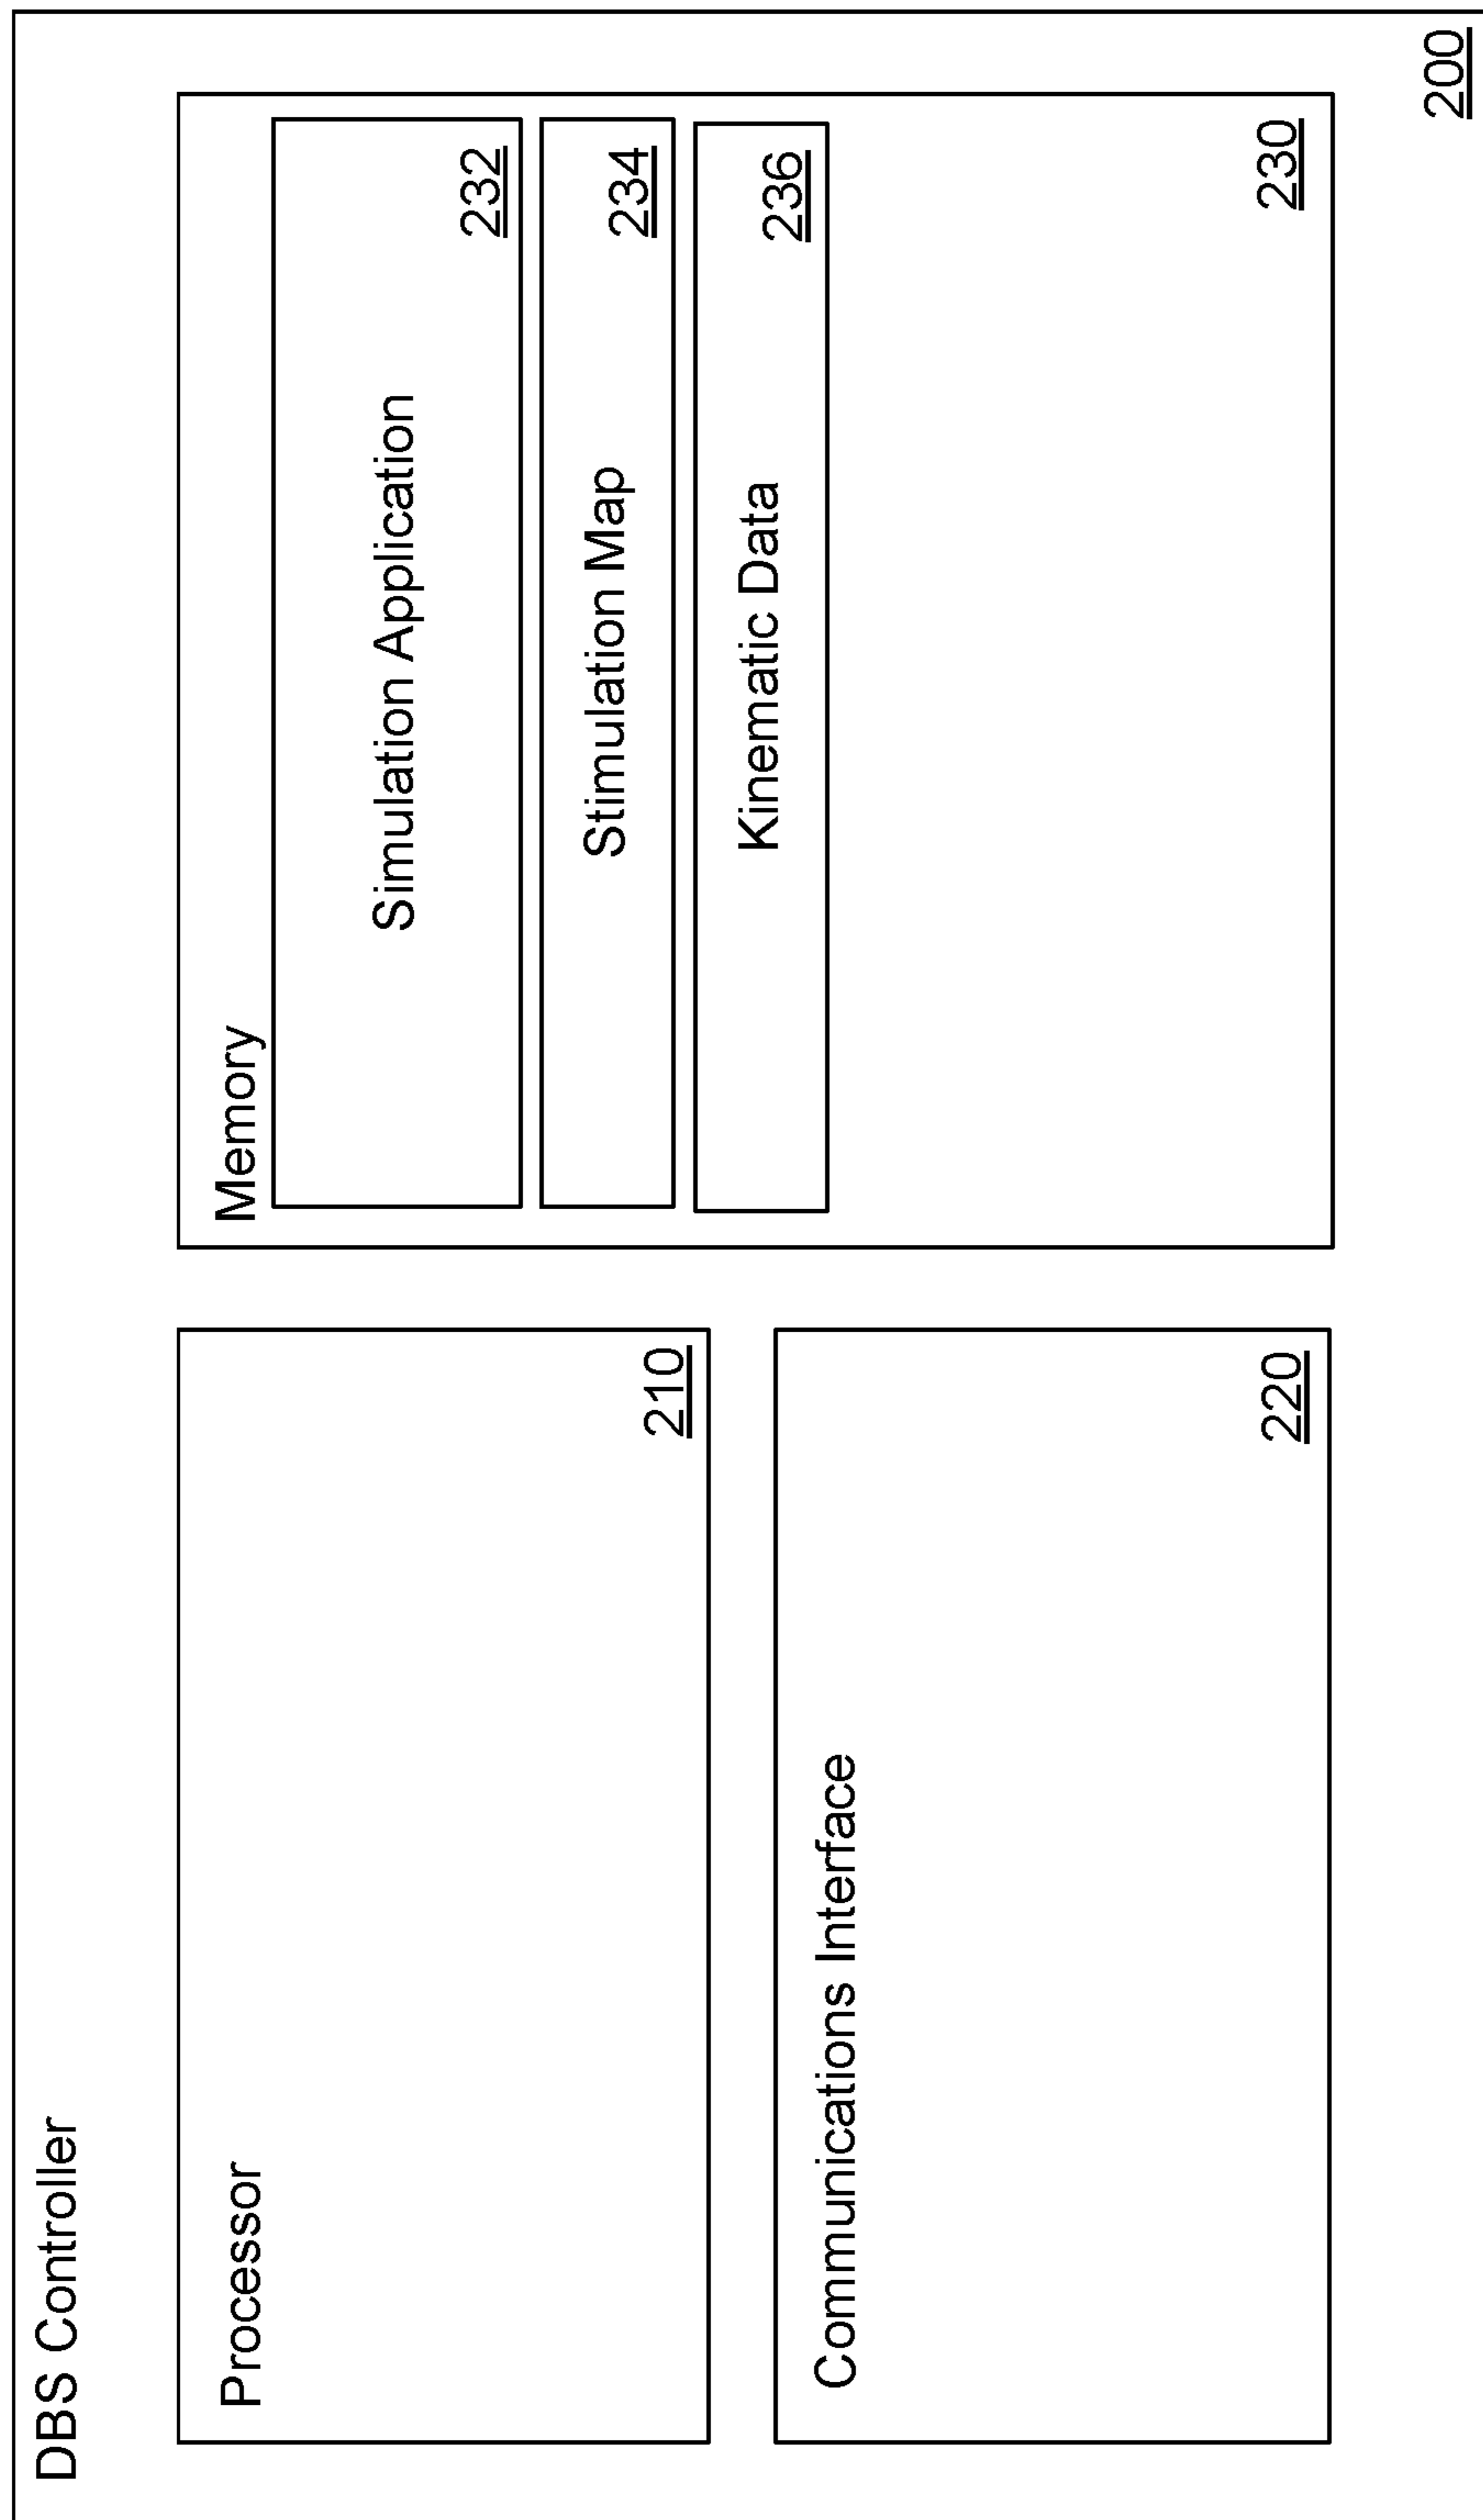 DBS Controller
Processor
210
Communications Interface
220
Memory
Simulation Application
232
Stimulation Map
234
Kinematic Data
236
230
200